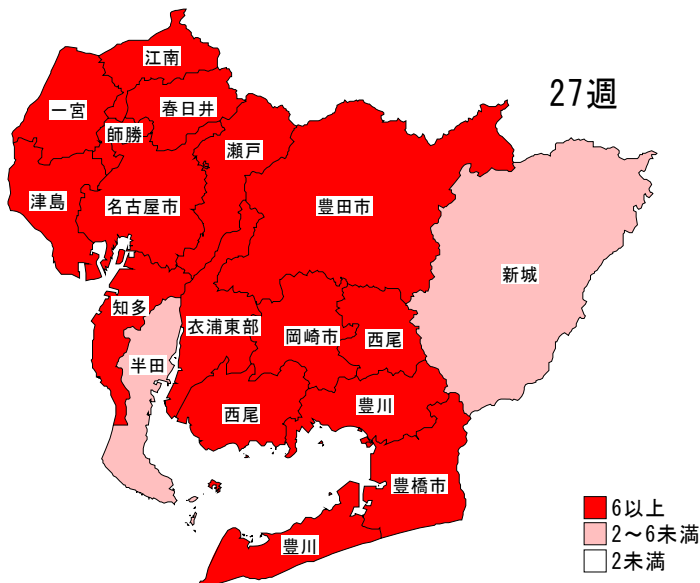 江南
27週
一宮
春日井
師勝
瀬戸
津島
名古屋市
豊田市
新城
知多
衣浦東部
岡崎市
西尾
半田
西尾
豊川
豊橋市
豊川
6以上
2～6未満
2未満